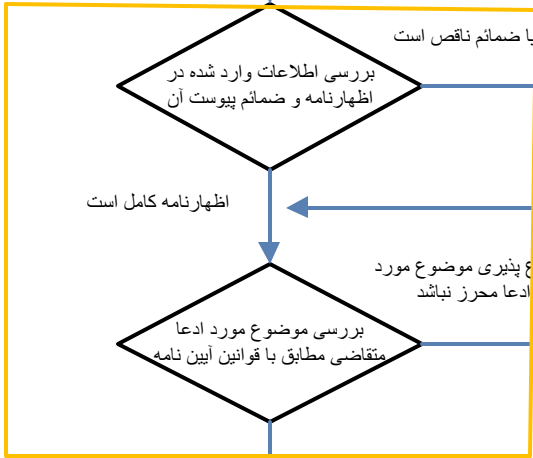 با ضمائم ناقص است
بررسی اطلاعات وارد شده در
اظهارنامه و ضمائم پیوست آن
اظهارنامه کامل است
پذیری موضوع مورد
ادعا محرز نباشد
بررسی موضوع مورد ادعا
متقاضی مطابق با قوانین آیین نامه